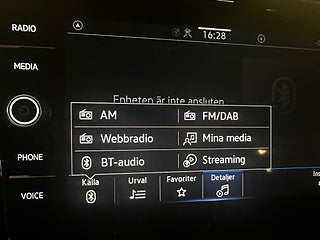 RADIO
16:28
MEDIA
Enheten är inte ansluten
AM
FM/DAB
Webbradio
Mina media
BT-audio
Streaming
PHONE
Källa
Urval
Favoriter
Detaljer
VOICE